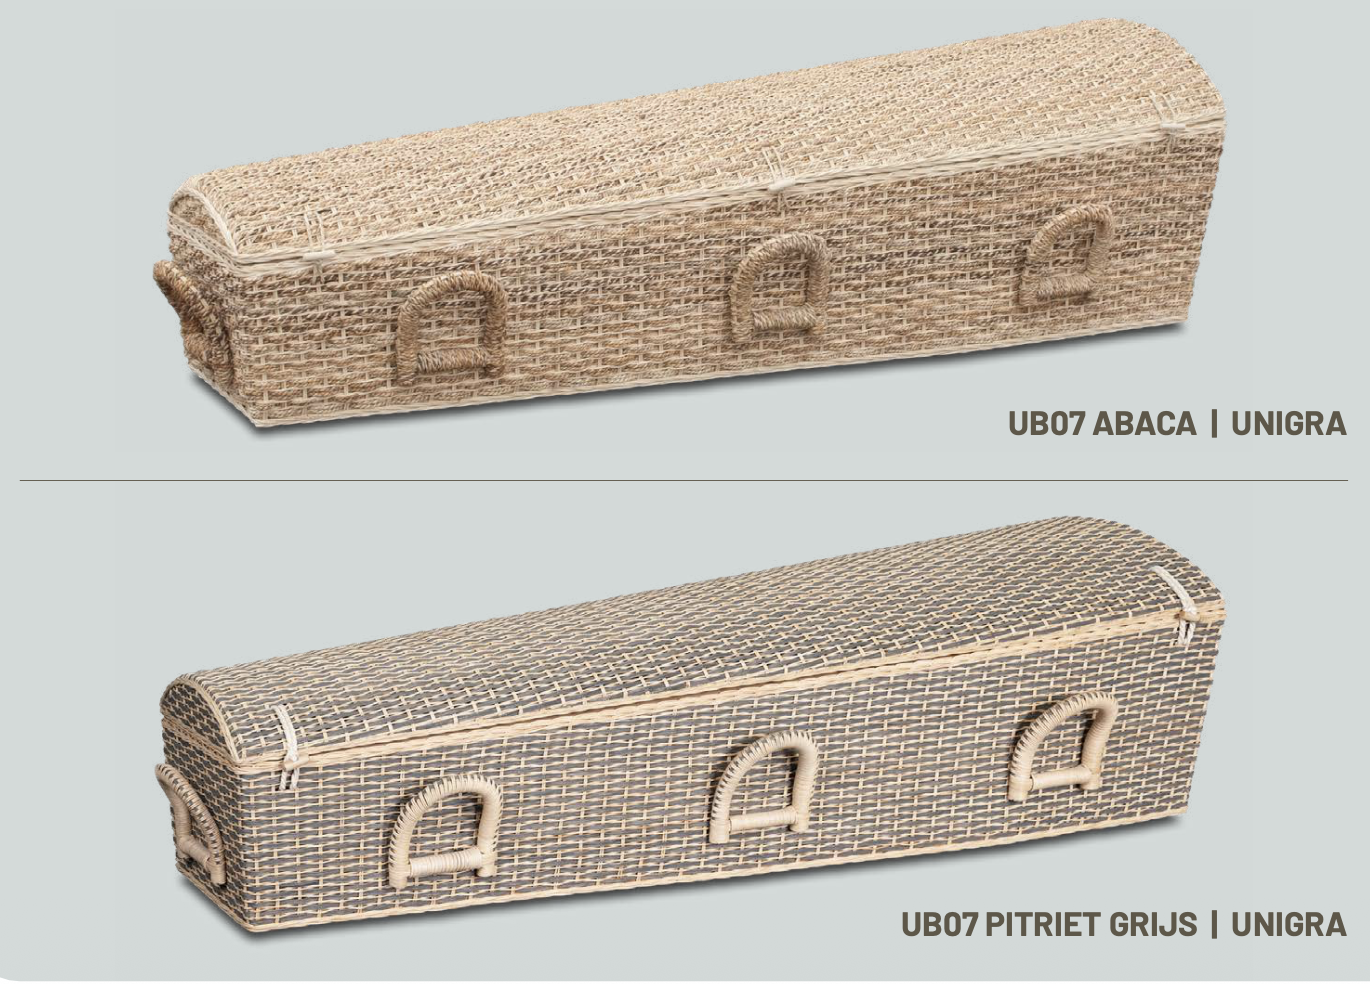 UB07 ABACA | UNIGRA
UB07 PITRIET GRIJS | UNIGRA